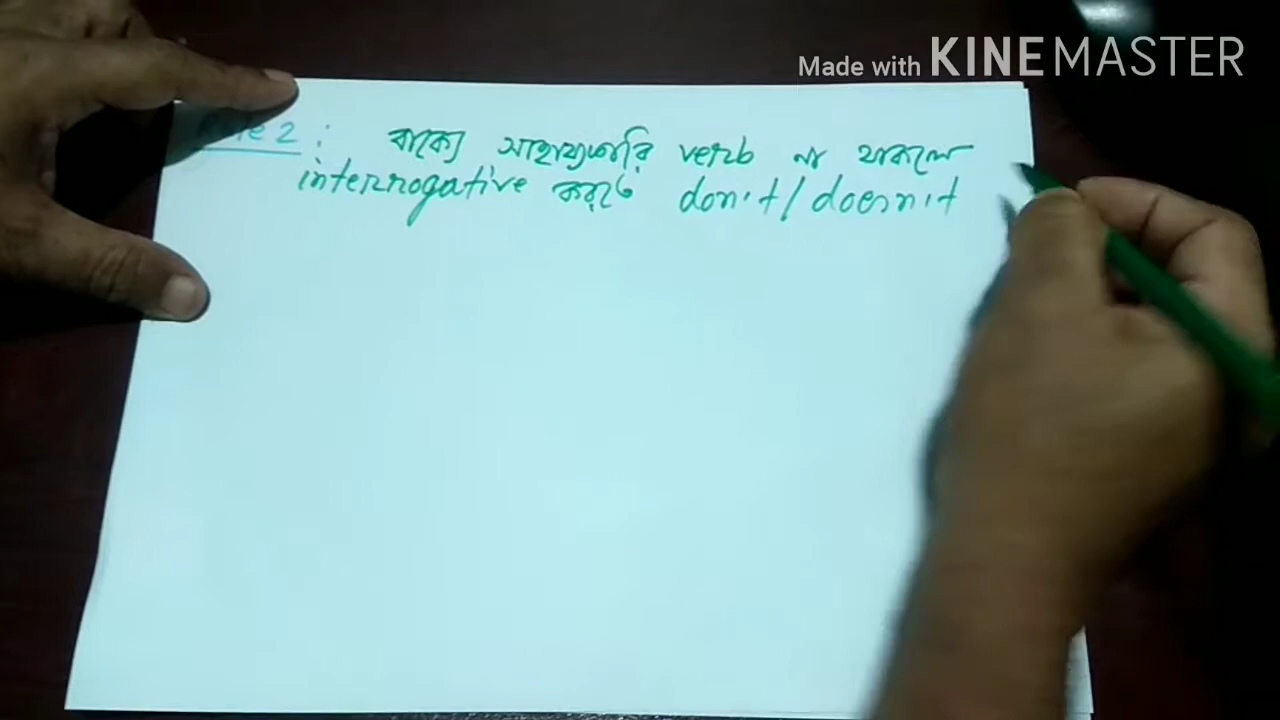 Made with KINEMASTER
Rule 2 : বাক্যে সাহায্যকারি verb না থাকলে
interrogative করতে don't/doesn't